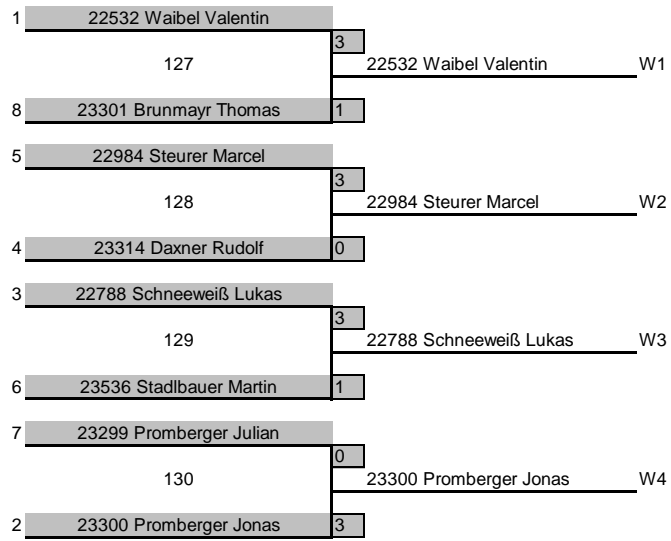 1 22532 Waibel Valentin
3
127 22532 Waibel Valentin W1
8 23301 Brunmayr Thomas 1
5 22984 Steurer Marcel
3
128 22984 Steurer Marcel W2
4 23314 Daxner Rudolf 0
3 22788 Schneeweiß Lukas
3
129 22788 Schneeweiß Lukas W3
6 23536 Stadlbauer Martin 1
7 23299 Promberger Julian
0
130 23300 Promberger Jonas W4
2 23300 Promberger Jonas 3